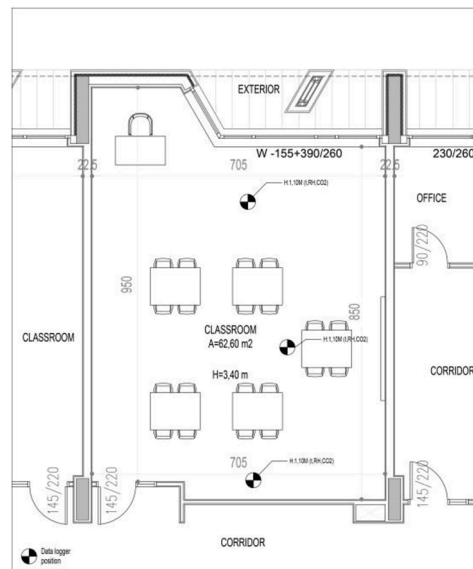 EXTERIOR
W -155+390/260
230/260
22.5
705
22.5
H:1,10M (t,RH,CO2)
OFFICE
90/220
950
850
CLASSROOM
CLASSROOM
A=62,60 m2
H:1,10M (t,RH,CO2)
H=3,40 m
CORRIDOR
705
H:1,10M (t,RH,CO2)
145/220
145/220
145/220
CORRIDOR
Data logger
position